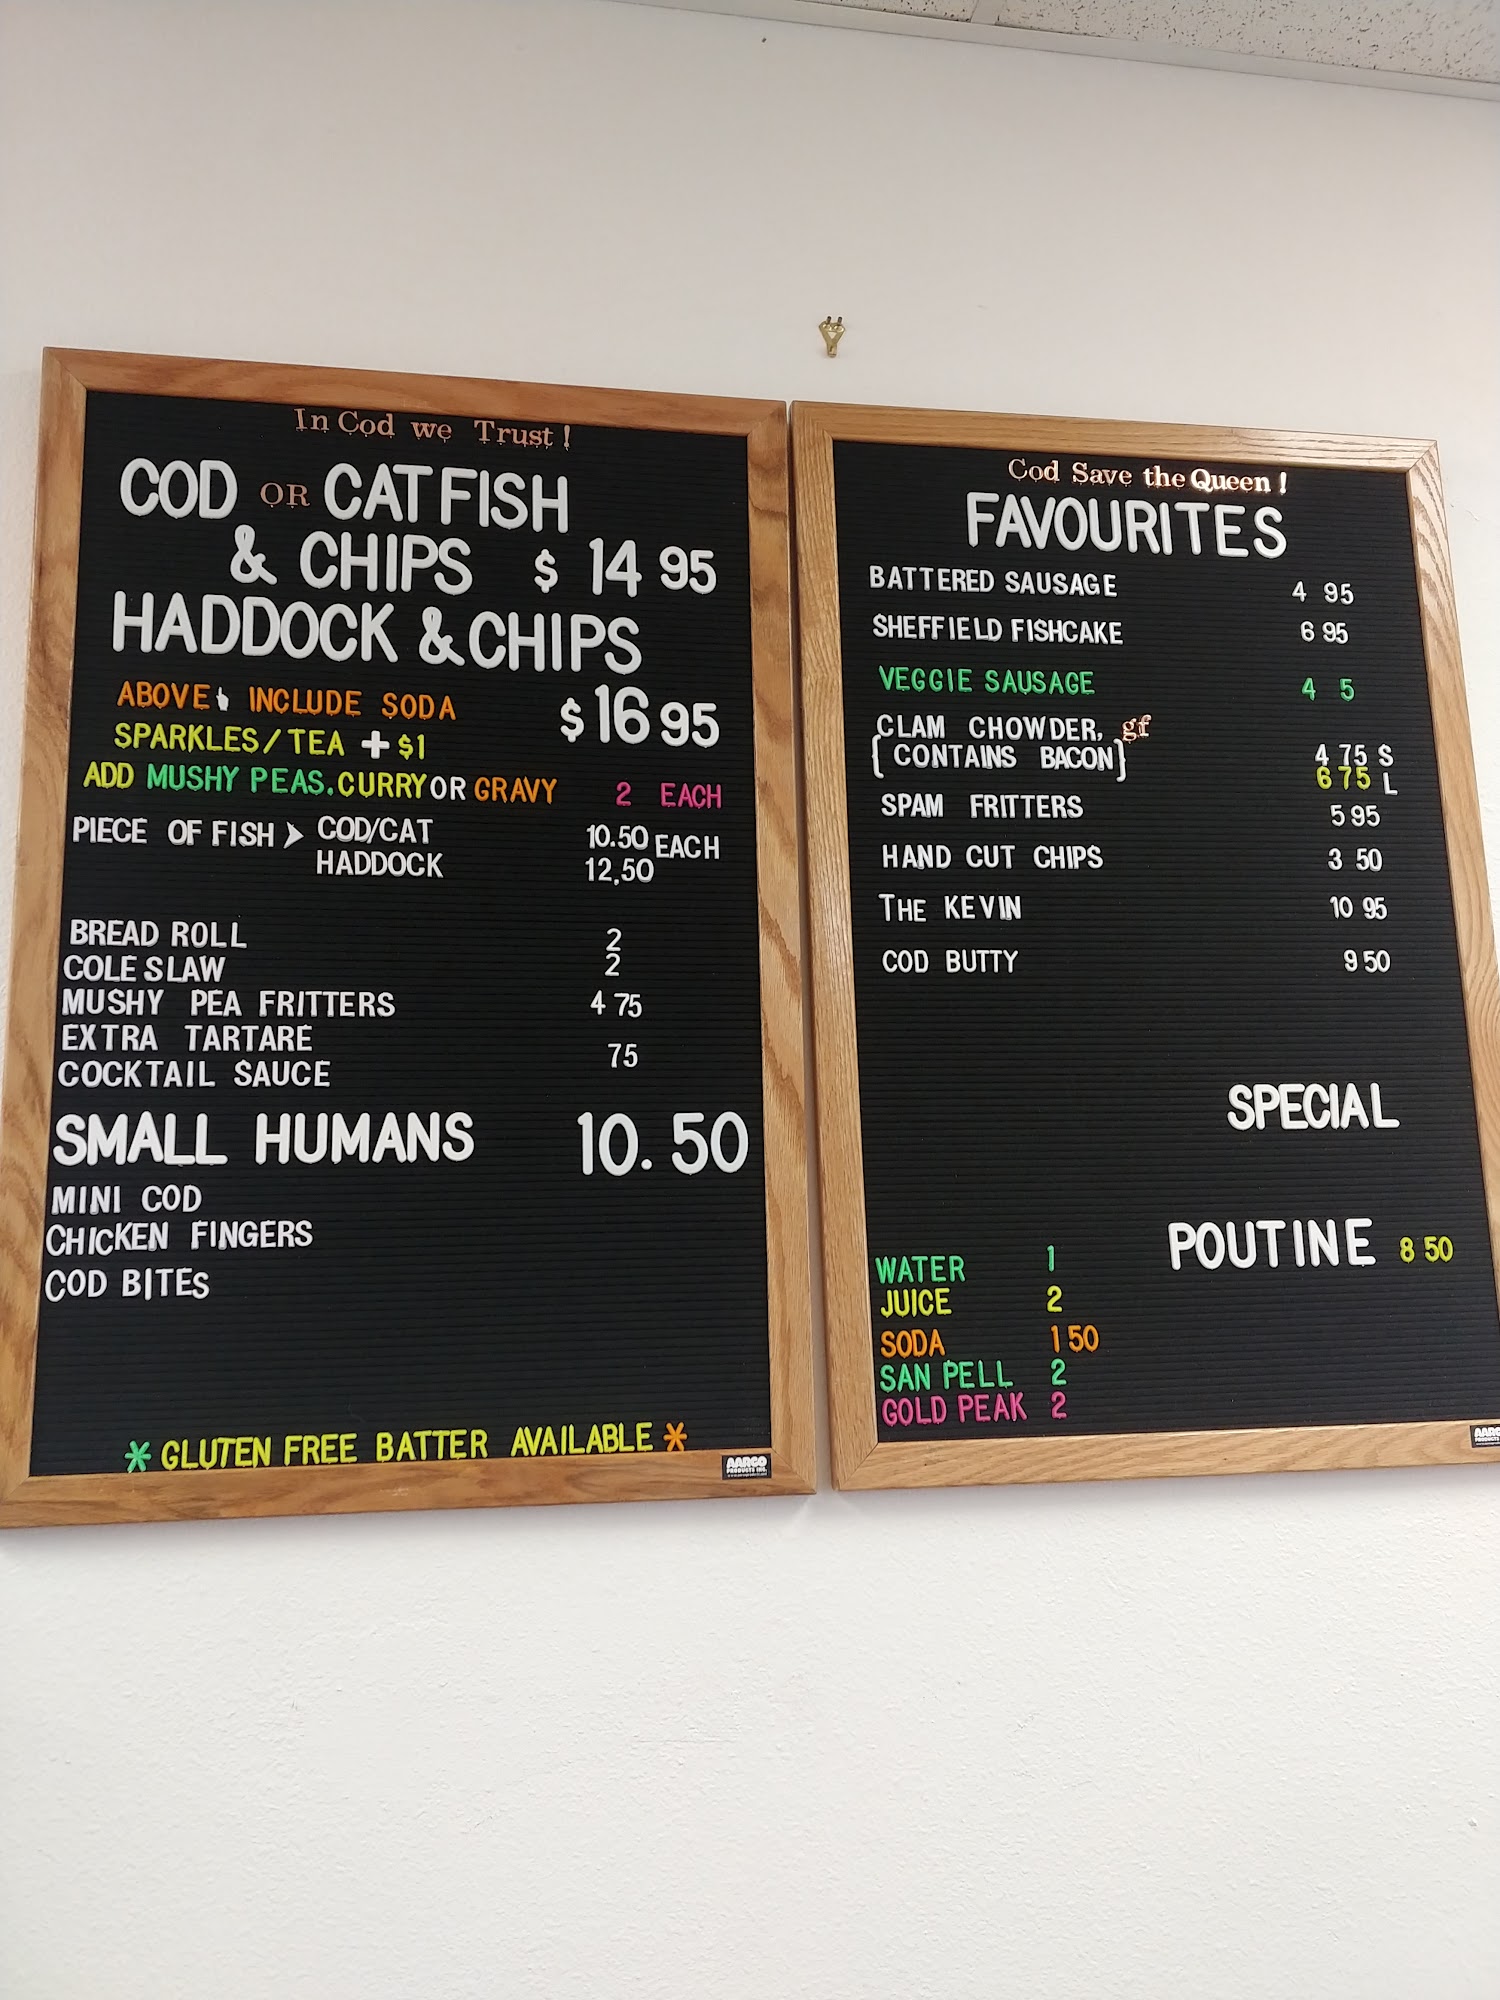 In Cod we Trust!
COD OR CATFISH
& CHIPS $ 14 95
HADDOCK & CHIPS
$ 16 95
ABOVE INCLUDE SODA
SPARKLES/TEA + $1
ADD MUSHY PEAS. CURRY OR GRAVY 2 EACH
PIECE OF FISH > COD/CAT 10.50 EACH
HADDOCK 12,50
BREAD ROLL 2
COLE SLAW 2
MUSHY PEA FRITTERS 4 75
EXTRA TARTARE
COCKTAIL SAUCE 75
SMALL HUMANS 10.50
MINI COD
CHICKEN FINGERS
COD BITES
* GLUTEN FREE BATTER AVAILABLE *
AARCO
PRODUCTS INC.
Cod Save the Queen!
FAVOURITES
BATTERED SAUSAGE 4 95
SHEFFIELD FISHCAKE 6 95
VEGGIE SAUSAGE 4 5
CLAM CHOWDER, gf
[CONTAINS BACON] 4 75 S
6 75 L
SPAM FRITTERS 5 95
HAND CUT CHIPS 3 50
THE KEVIN 10 95
COD BUTTY 9 50
SPECIAL
POUTINE 8 50
WATER 1
JUICE 2
SODA 1 50
SAN PELL 2
GOLD PEAK 2